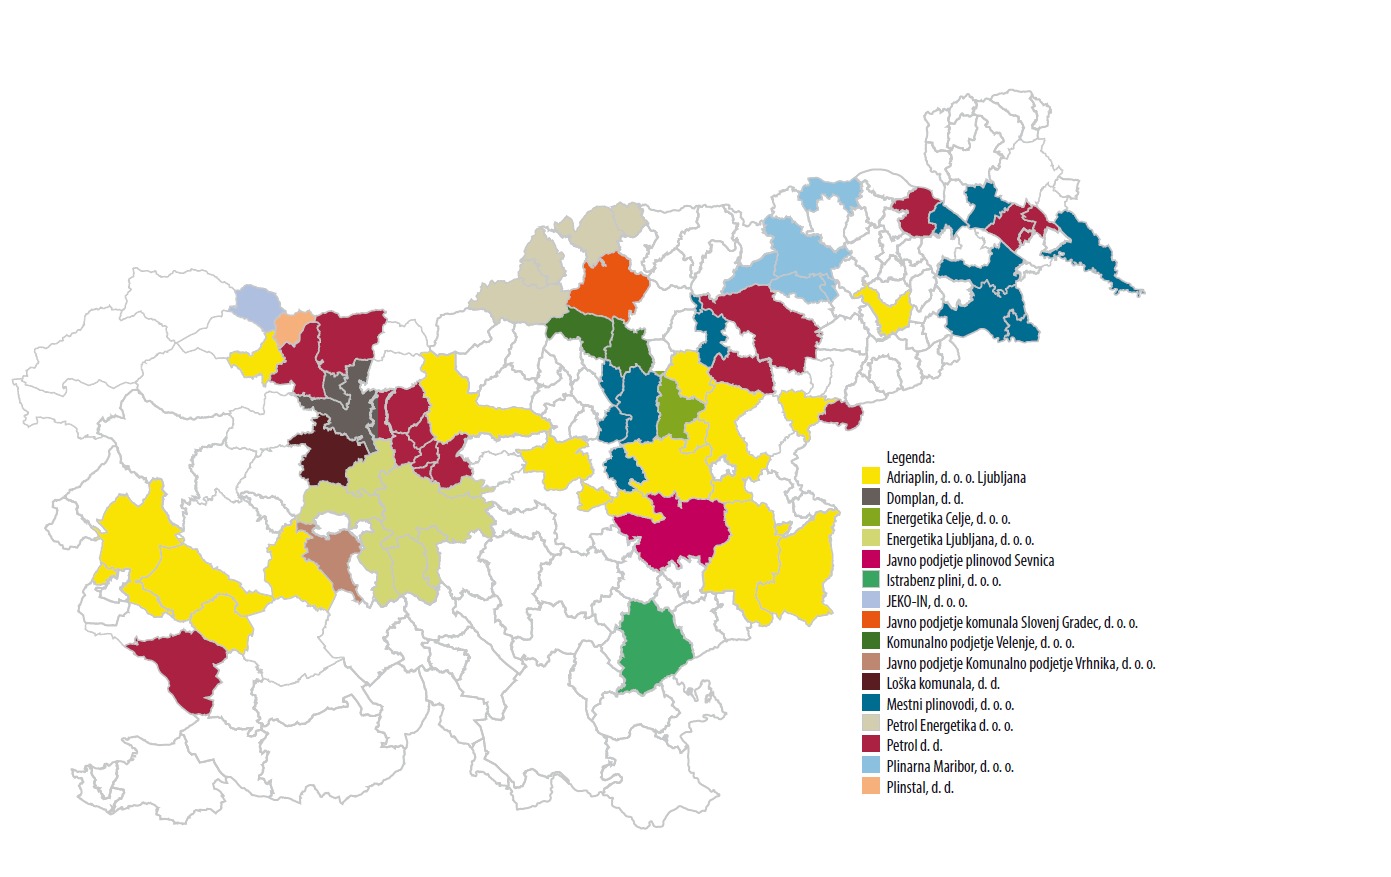 Legenda:
Adriaplin, d. o. o. Ljubljana
Domplan, d. d.
Energetika Celje, d. o. o.
Energetika Ljubljana, d. o. o.
Javno podjetje plinovod Sevnica
Istrabenz plini, d. o. o.
JEKO-IN, d. o. o.
Javno podjetje komunala Slovenj Gradec, d. o. o.
Komunalno podjetje Velenje, d. o. o.
Javno podjetje Komunalno podjetje Vrhnika, d. o. o.
Loška komunala, d. d.
Mestni plinovodi, d. o. o.
Petrol Energetika d. o. o.
Petrol d. d.
Plinarna Maribor, d. o. o.
Plinstal, d. d.